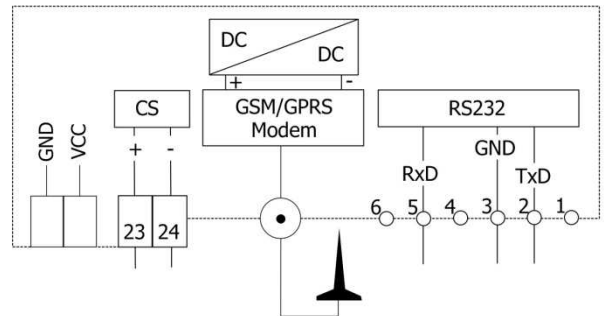 DC
DC
+ -
CS
GSM/GPRS
Modem
RS232
GND
VCC
+ -
RxD
GND
TxD
23 24
6 5 4 3 2 1